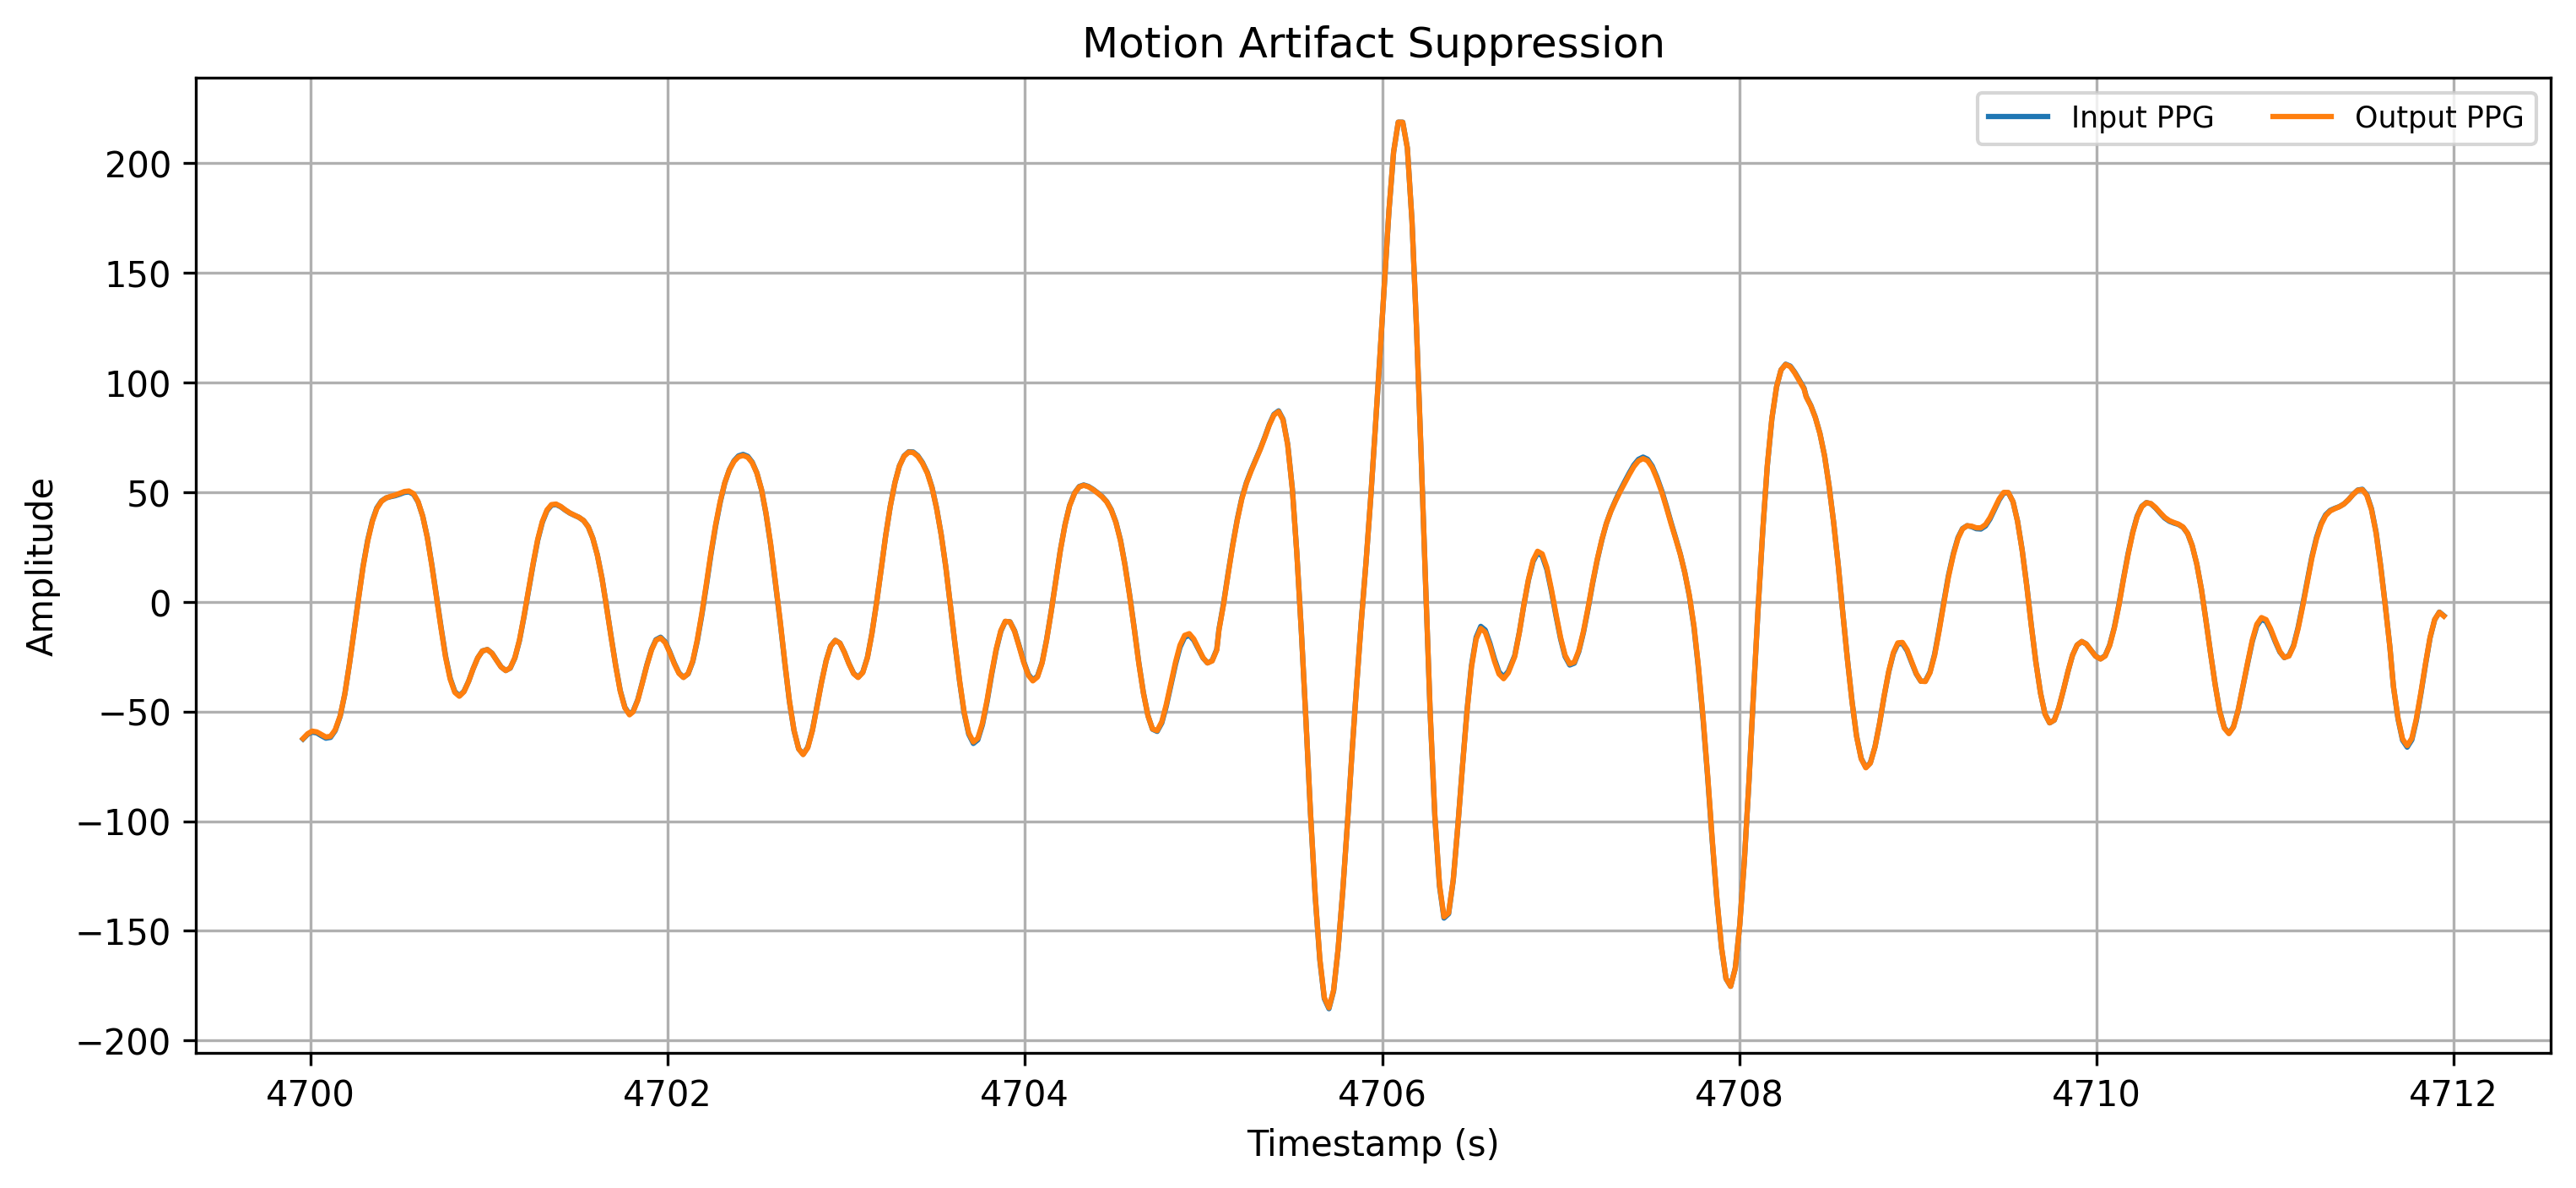 Motion Artifact Suppression
Input PPG Output PPG
200
150
100
50
0
−50
−100
−150
−200
Amplitude
4700 4702 4704 4706 4708 4710 4712
Timestamp (s)